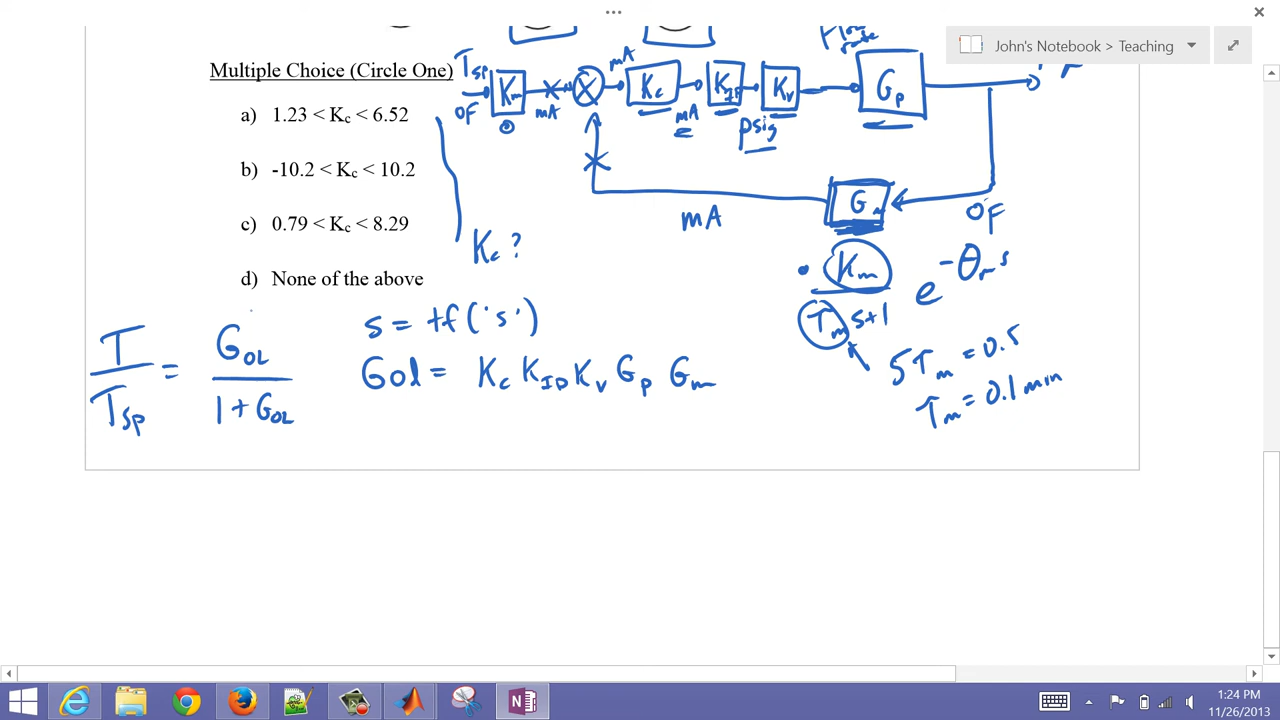 John's Notebook > Teaching
Multiple Choice (Circle One)
a) 1.23 < Kc < 6.52
b) -10.2 < Kc < 10.2
c) 0.79 < Kc < 8.29
d) None of the above
Tsp
OF
Km
mA
mA
Kc
mA
KIP
psig
Kv
Gp
Gm
OF
mA
Kc ?
Km
τm s+1
e -θm s
5τm = 0.5
τm = 0.1 min
T
Tsp
=
GOL
1 + GOL
s = tf('s')
Gol = Kc KIP Kv Gp Gm
1:24 PM
11/26/2013